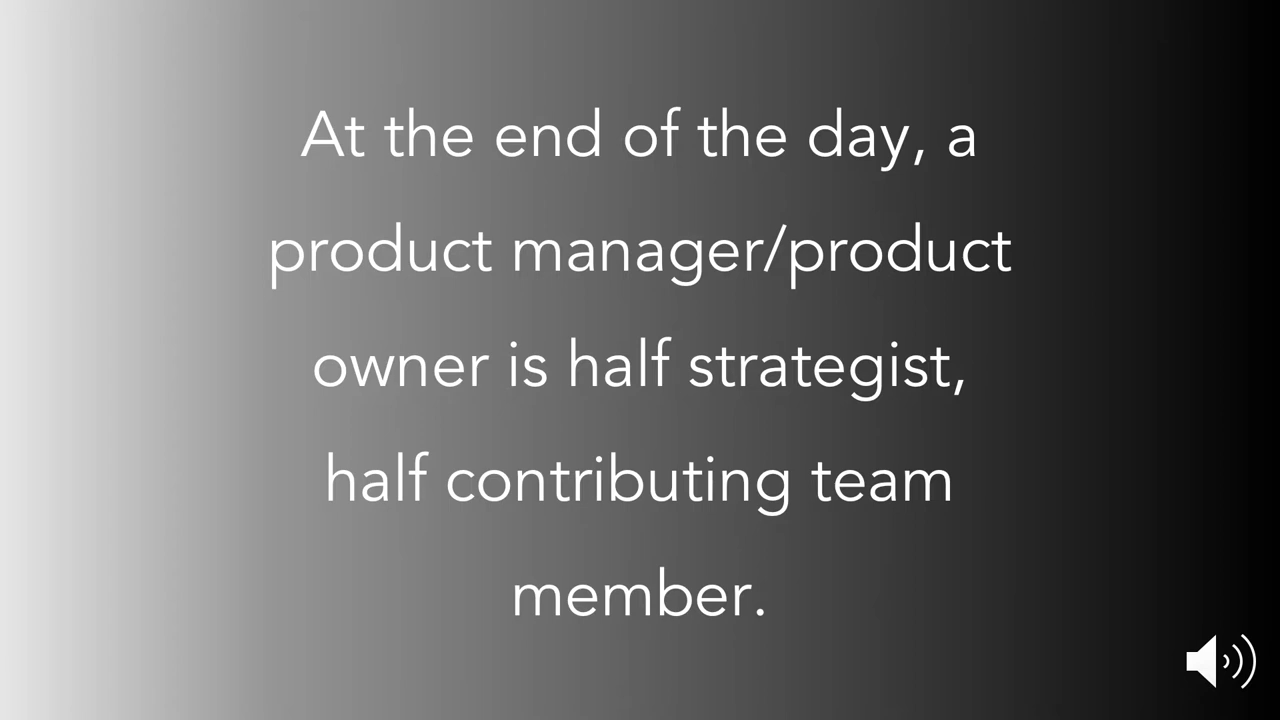 At the end of the day, a
product manager/product
owner is half strategist,
half contributing team
member.